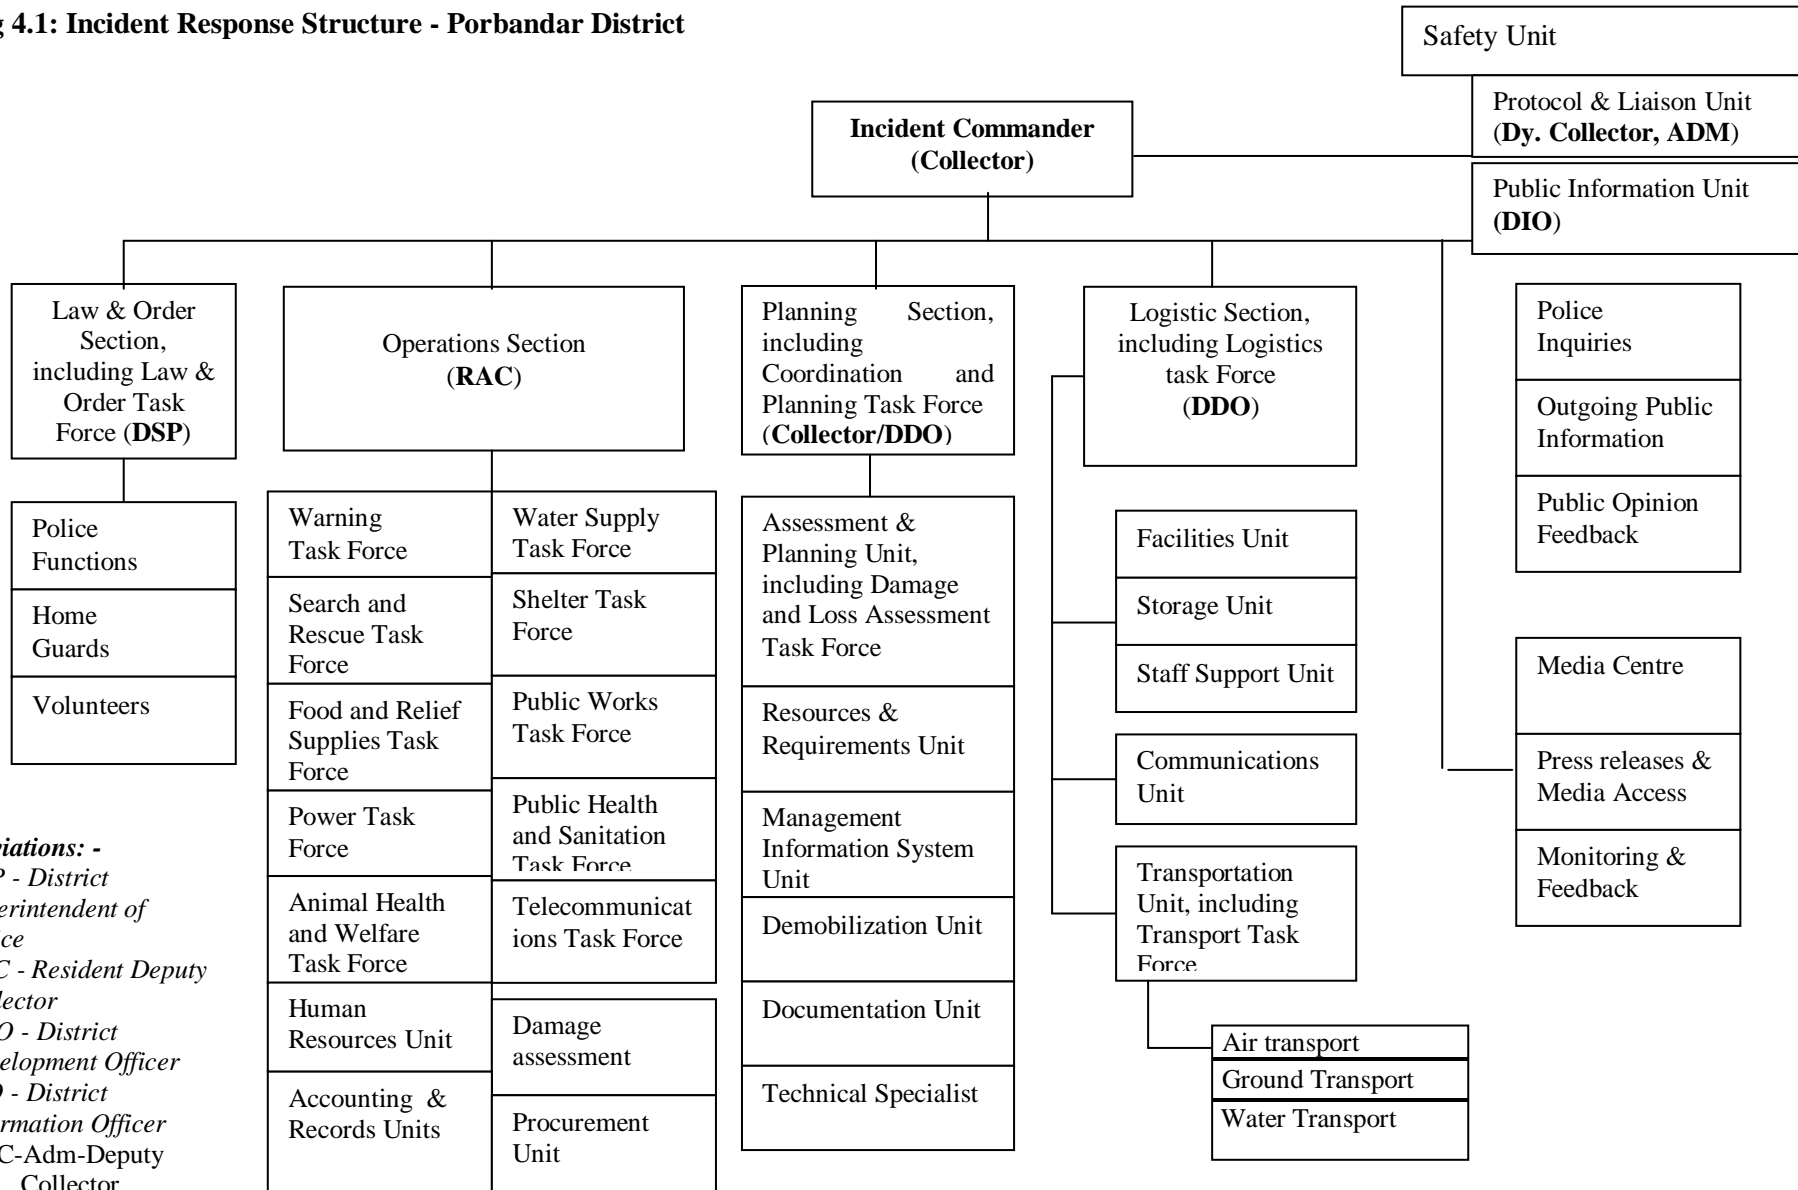 4.1: Incident Response Structure - Porbandar District
Safety Unit
Protocol & Liaison Unit
(Dy. Collector, ADM)
Public Information Unit
(DIO)
Incident Commander
(Collector)
Law & Order
Section,
including Law &
Order Task
Force (DSP)
Police
Functions
Home
Guards
Volunteers
Operations Section
(RAC)
Warning
Task Force
Search and
Rescue Task
Force
Food and Relief
Supplies Task
Force
Power Task
Force
Animal Health
and Welfare
Task Force
Human
Resources Unit
Accounting &
Records Units
Water Supply
Task Force
Shelter Task
Force
Public Works
Task Force
Public Health
and Sanitation
Task Force
Telecommunicat
ions Task Force
Damage
assessment
Procurement
Unit
Planning Section,
including
Coordination and
Planning Task Force
(Collector/DDO)
Assessment &
Planning Unit,
including Damage
and Loss Assessment
Task Force
Resources &
Requirements Unit
Management
Information System
Unit
Demobilization Unit
Documentation Unit
Technical Specialist
Logistic Section,
including Logistics
task Force
(DDO)
Facilities Unit
Storage Unit
Staff Support Unit
Communications
Unit
Transportation
Unit, including
Transport Task
Force
Air transport
Ground Transport
Water Transport
Police
Inquiries
Outgoing Public
Information
Public Opinion
Feedback
Media Centre
Press releases &
Media Access
Monitoring &
Feedback
viations: -
P - District
erintendent of
ice
C - Resident Deputy
lector
O - District
elopment Officer
O - District
ormation Officer
C-Adm-Deputy
Collector